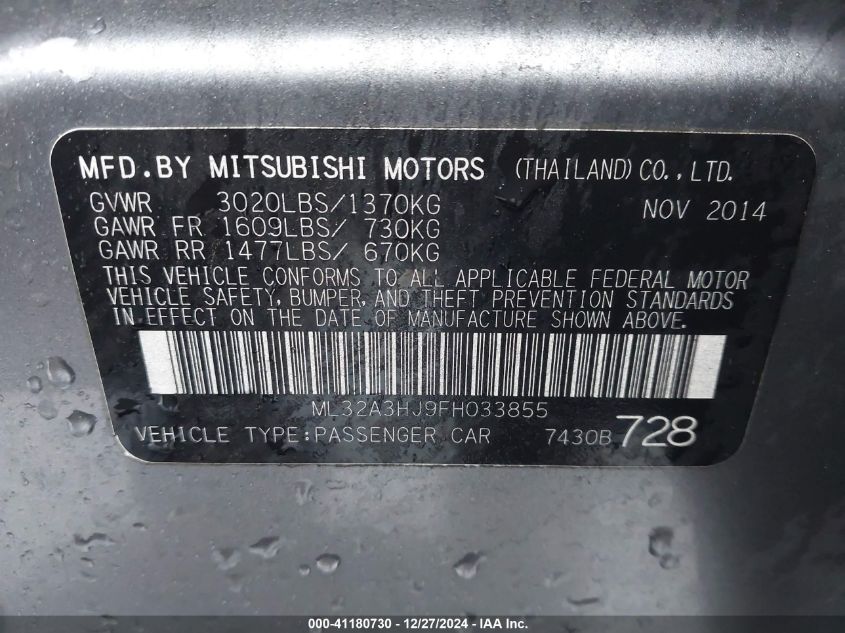 MFD.BY MITSUBISHI MOTORS (THAILAND) CO., LTD.
GVWR 3020LBS/1370KG NOV 2014
GAWR FR 1609LBS/ 730KG
GAWR RR 1477LBS/ 670KG
THIS VEHICLE CONFORMS TO ALL APPLICABLE FEDERAL MOTOR
VEHICLE SAFETY, BUMPER, AND THEFT PREVENTION STANDARDS
IN EFFECT ON THE DATE OF MANUFACTURE SHOWN ABOVE.
ML32A3HJ9FH033855
VEHICLE TYPE:PASSENGER CAR 7430B 728
000-41180730 - 12/27/2024 - IAA Inc.